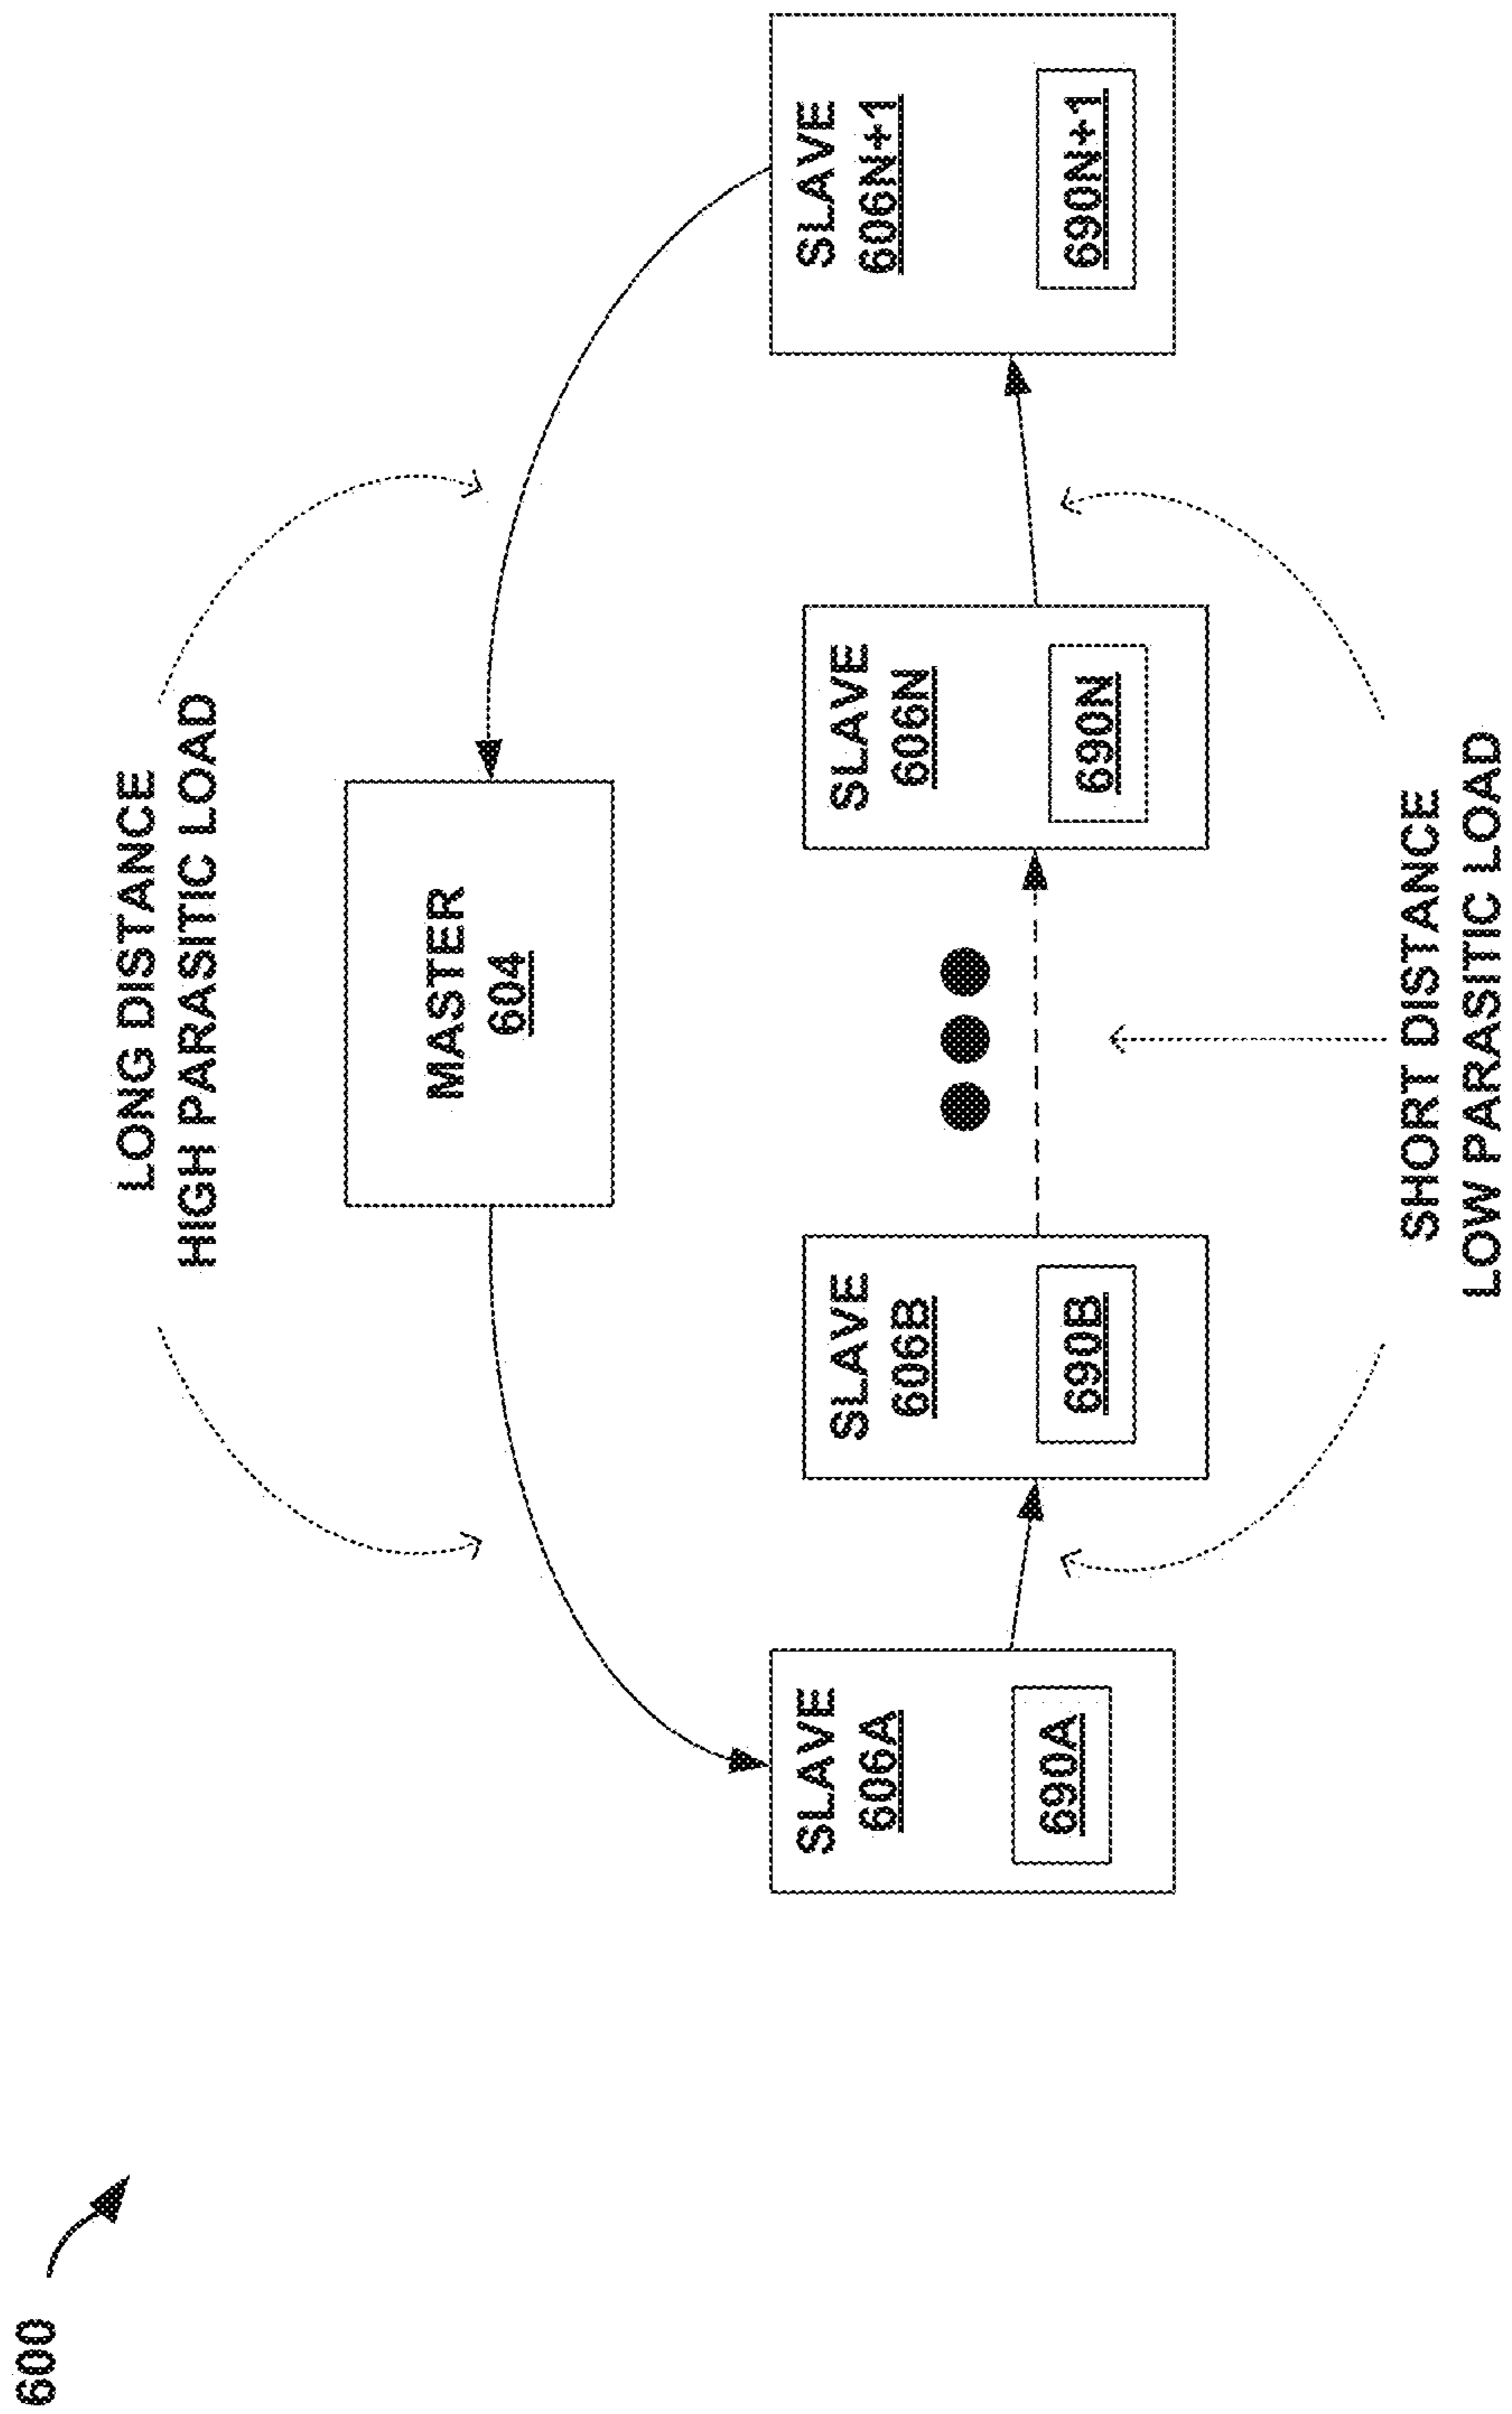 600
LONG DISTANCE
HIGH PARASITIC LOAD
MASTER
604
SLAVE
606A
690A
SLAVE
606B
690B
SLAVE
606N
690N
SLAVE
606N+1
690N+1
SHORT DISTANCE
LOW PARASITIC LOAD